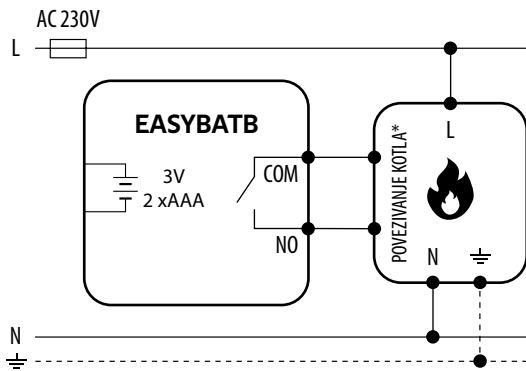 AC 230V
L
EASYBATB
3V
2 xAAA
COM
NO
POVEZIVANJE KOTLA*
L
N
N